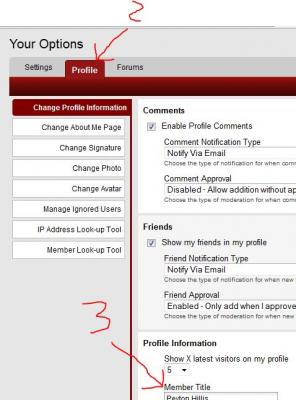 2
Your Options
Settings
Profile
Forums
Change Profile Information
Change About Me Page
Change Signature
Change Photo
Change Avatar
Manage Ignored Users
IP Address Look-up Tool
Member Look-up Tool
Comments
Enable Profile Comments
Comment Notification Type
Notify Via Email
Choose the type of notification for when com
Comment Approval
Disabled - Allow addition without ap
Choose the type of moderation for when com
Friends
Show my friends in my profile
Friend Notification Type
Notify Via Email
Choose the type of notification for when new
Friend Approval
Enabled - Only add when I approve
Choose the type of moderation for when new
3
Profile Information
Show X latest visitors on my profile
5
Member Title
Peyton Hillis